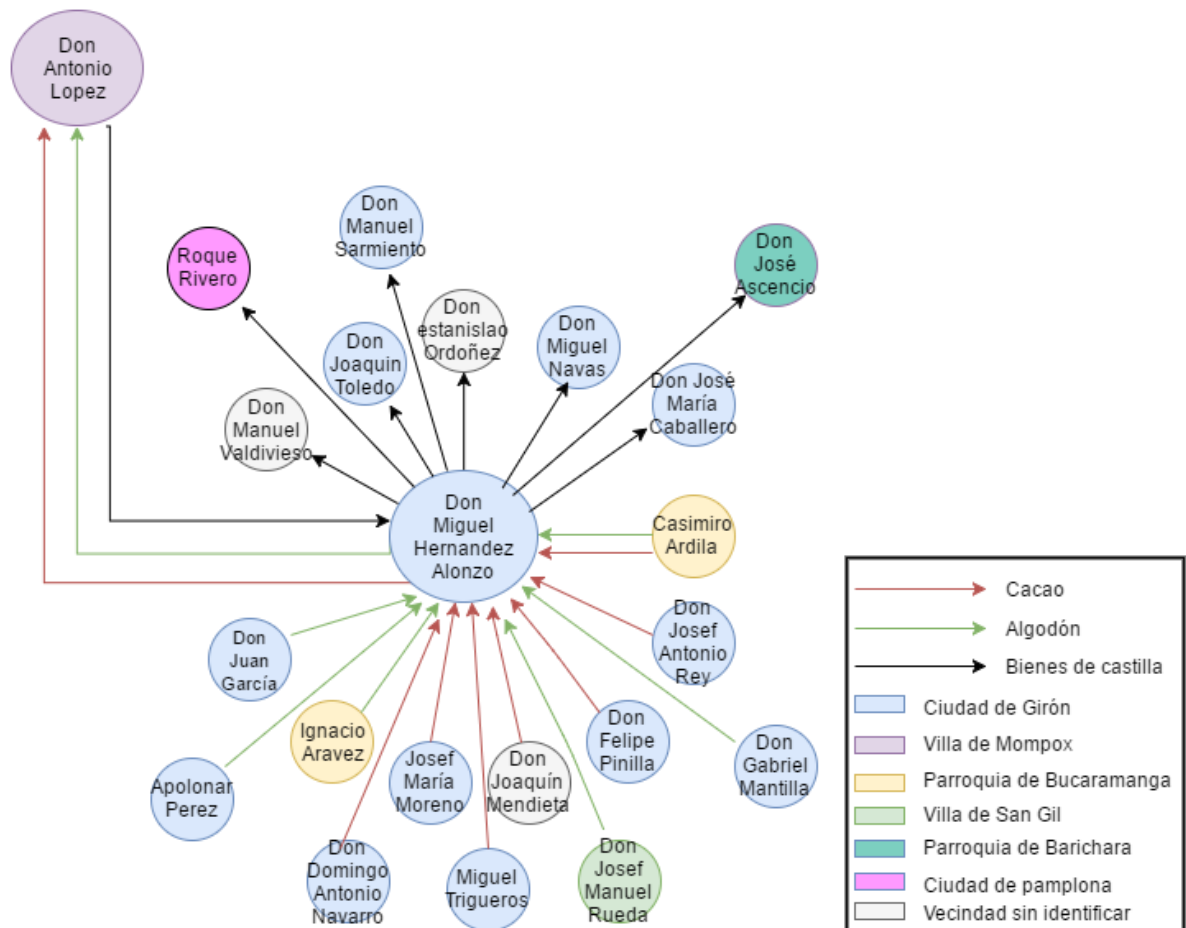 Don
Antonio
Lopez
Don
Manuel
Sarmiento
Roque
Rivero
Don
José
Ascencio
Don
estanislao
Ordoñez
Don
Miguel
Navas
Don
Joaquin
Toledo
Don José
María
Caballero
Don
Manuel
Valdivieso
Don
Miguel
Hernandez
Alonzo
Casimiro
Ardila
Don
Juan
García
Don
Josef
Antonio
Rey
Ignacio
Aravez
Josef
María
Moreno
Don
Joaquín
Mendieta
Don
Felipe
Pinilla
Don
Gabriel
Mantilla
Apolonar
Perez
Don
Domingo
Antonio
Navarro
Miguel
Trigueros
Don
Josef
Manuel
Rueda
Cacao
Algodón
Bienes de castilla
Ciudad de Girón
Villa de Mompox
Parroquia de Bucaramanga
Villa de San Gil
Parroquia de Barichara
Ciudad de pamplona
Vecindad sin identificar